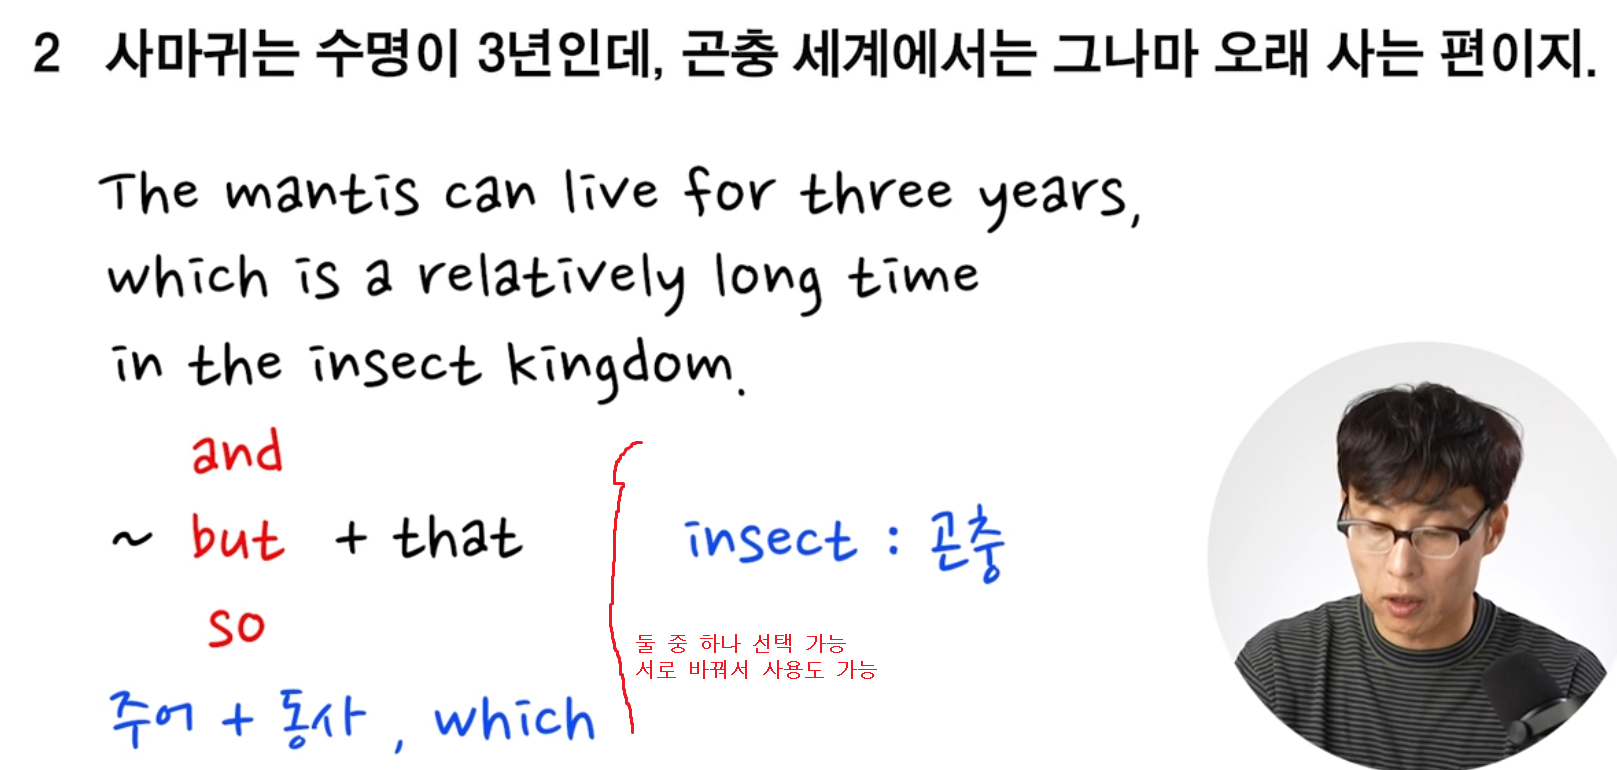 2 사마귀는 수명이 3년인데, 곤충 세계에서는 그나마 오래 사는 편이지.
The mantis can live for three years,
which is a relatively long time
in the insect kingdom.
and
~ but + that
so
주어 + 동사, which
insect : 곤충
둘 중 하나 선택 가능
서로 바꿔서 사용도 가능